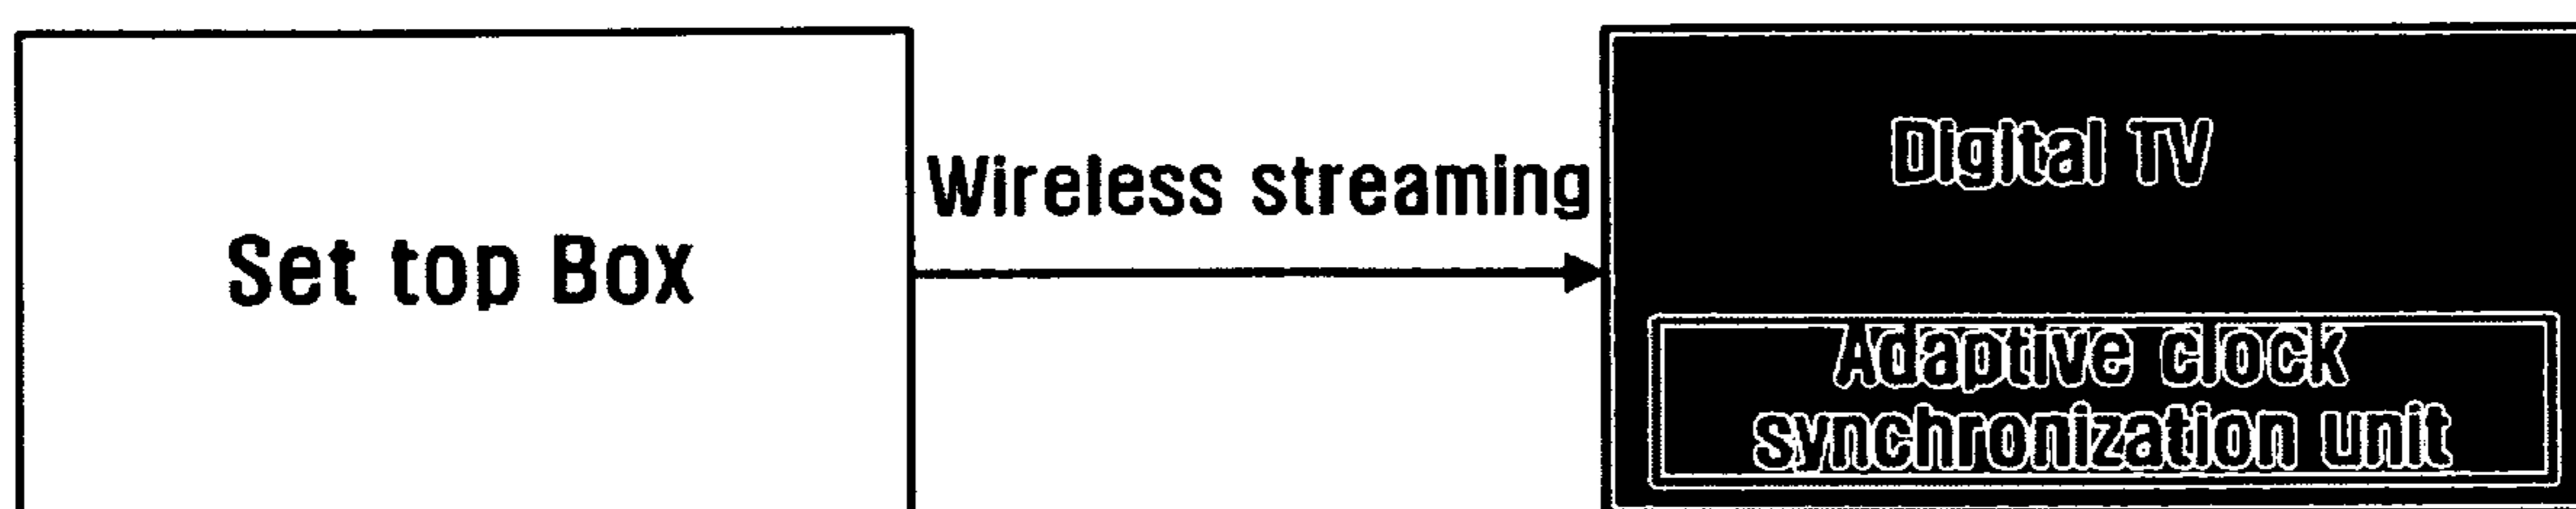 Set top Box
Wireless streaming
Digital TV
Adaptive clock
synchronization unit